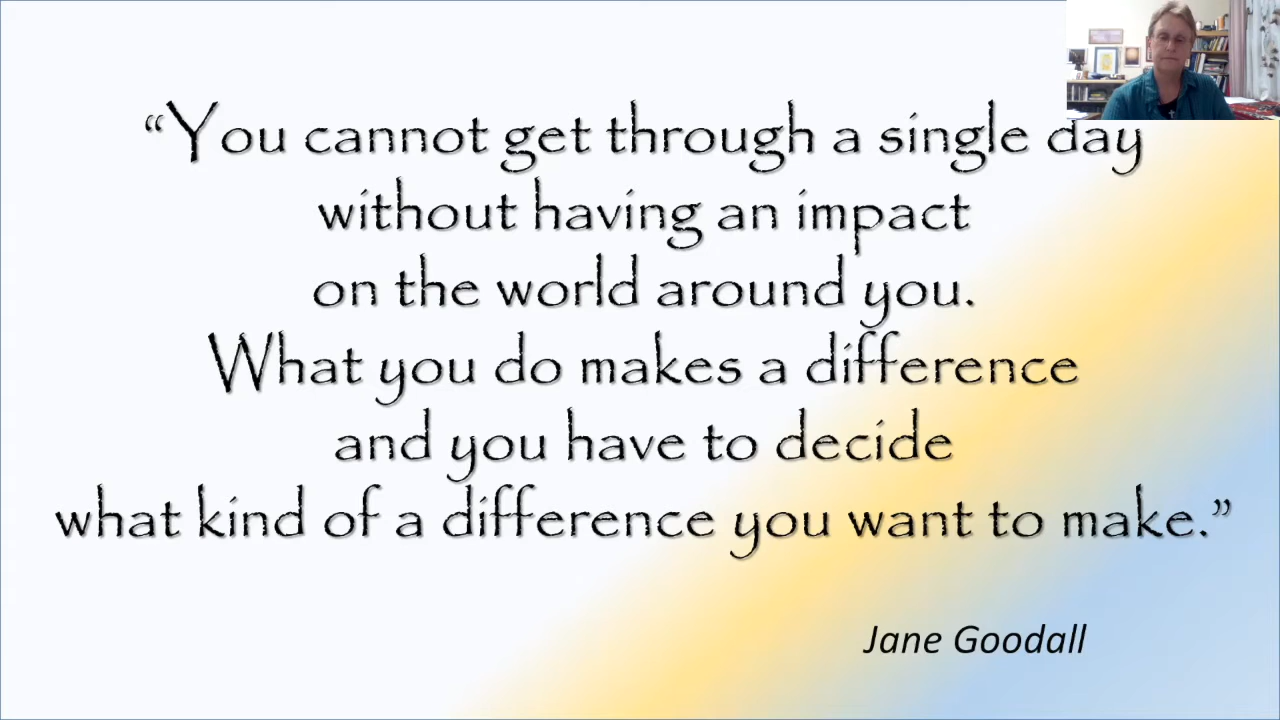 “You cannot get through a single day
without having an impact
on the world around you.
What you do makes a difference
and you have to decide
what kind of a difference you want to make.”
Jane Goodall